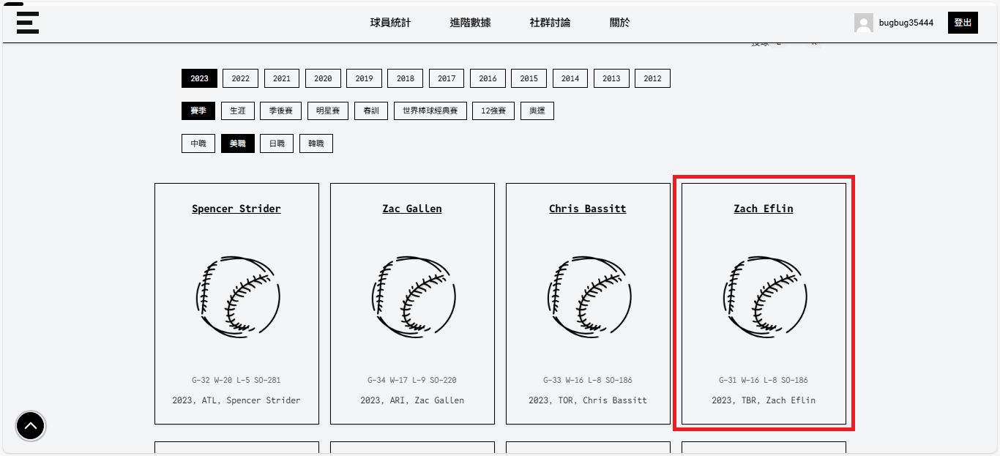 球員統計 進階數據 社群討論 關於 bugbug35444 登出
2023 2022 2021 2020 2019 2018 2017 2016 2015 2014 2013 2012
賽季 生涯 季後賽 明星賽 春訓 世界棒球經典賽 12強賽 奧運
中職 美職 日職 韓職
Spencer Strider Zac Gallen Chris Bassitt Zach Eflin
G-32 W-20 L-5 SO-281 G-34 W-17 L-9 SO-220 G-33 W-16 L-8 SO-186 G-31 W-16 L-8 SO-186
2023, ATL, Spencer Strider 2023, ARI, Zac Gallen 2023, TOR, Chris Bassitt 2023, TBR, Zach Eflin